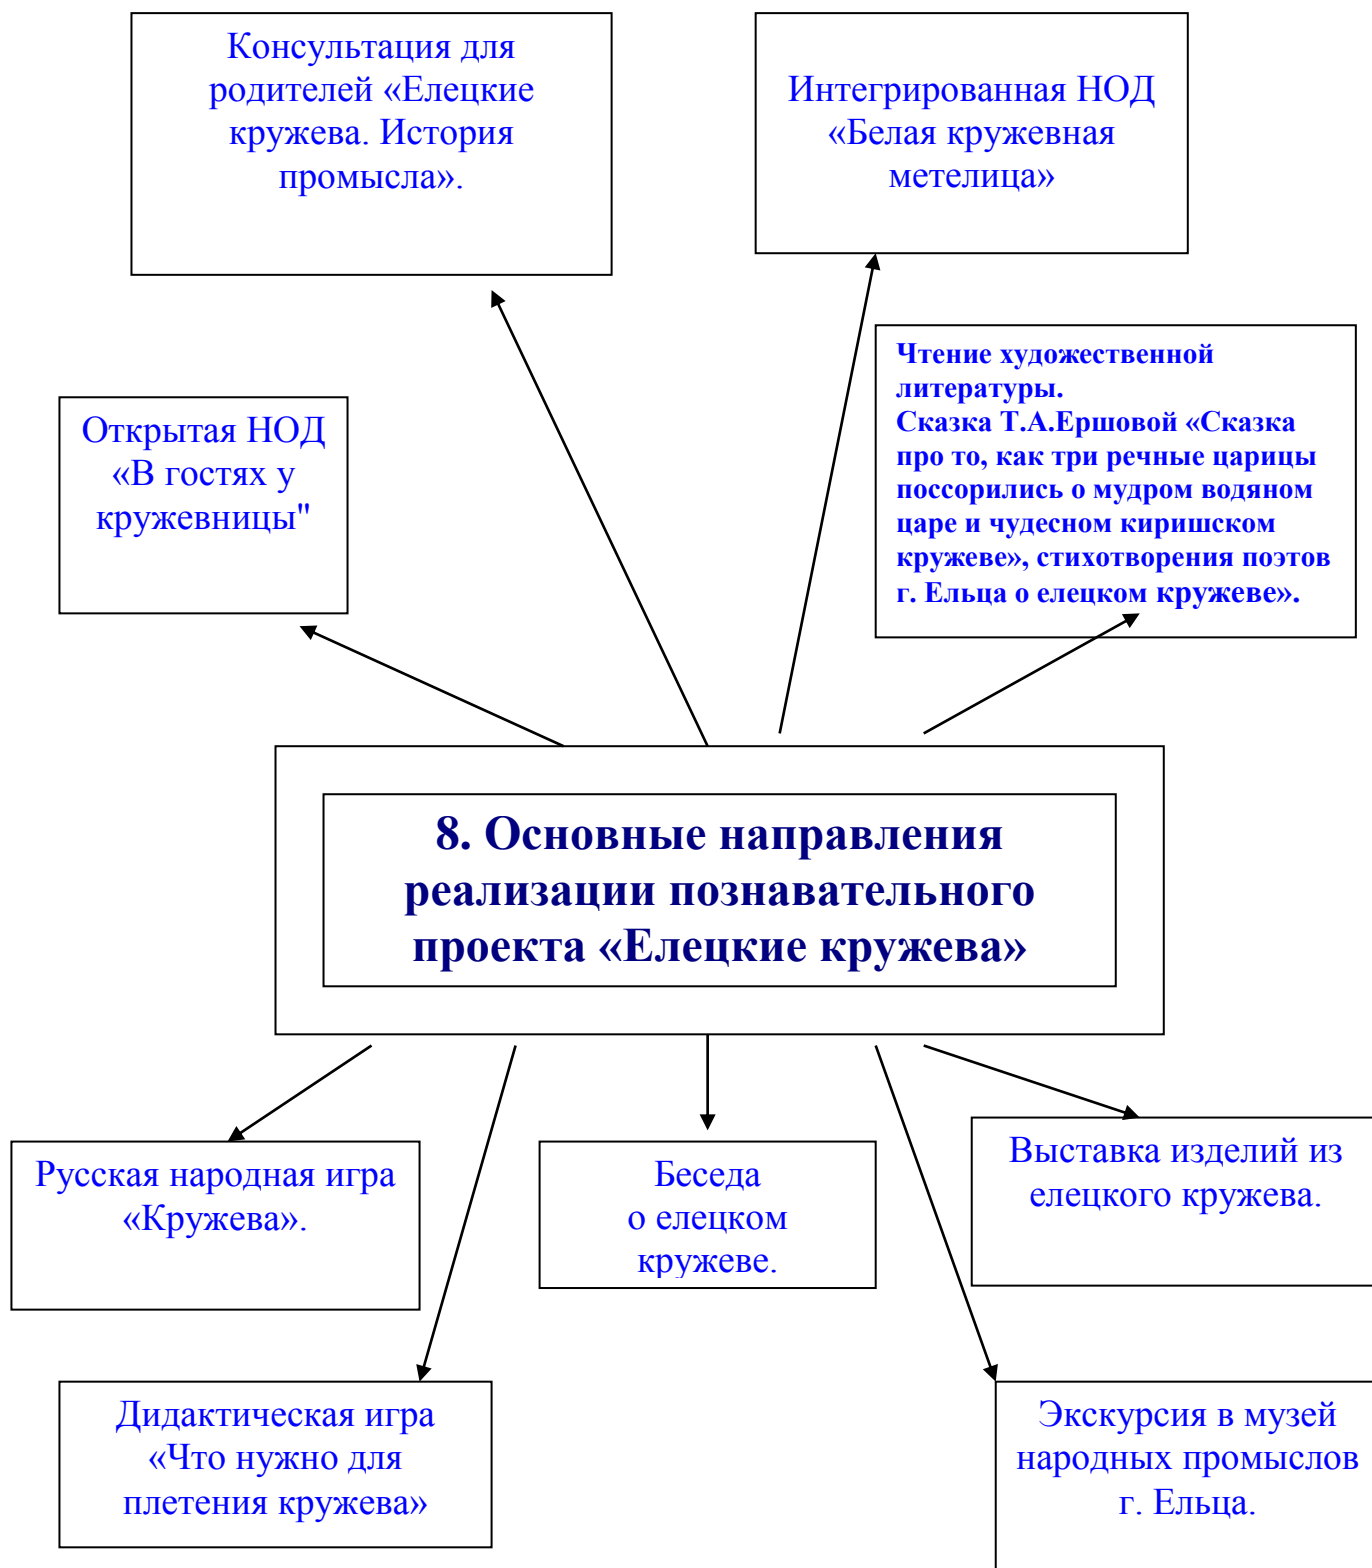 Консультация для
родителей «Елецкие
кружева. История
промысла».
Интегрированная НОД
«Белая кружевная
метелица»
Чтение художественной
литературы.
Сказка Т.А.Ершовой «Сказка
про то, как три речные царицы
поссорились о мудром водяном
царе и чудесном киришском
кружеве», стихотворения поэтов
г. Ельца о елецком кружеве».
Открытая НОД
«В гостях у
кружевницы"
8. Основные направления
реализации познавательного
проекта «Елецкие кружева»
Русская народная игра
«Кружева».
Беседа
о елецком
кружеве.
Выставка изделий из
елецкого кружева.
Дидактическая игра
«Что нужно для
плетения кружева»
Экскурсия в музей
народных промыслов
г. Ельца.